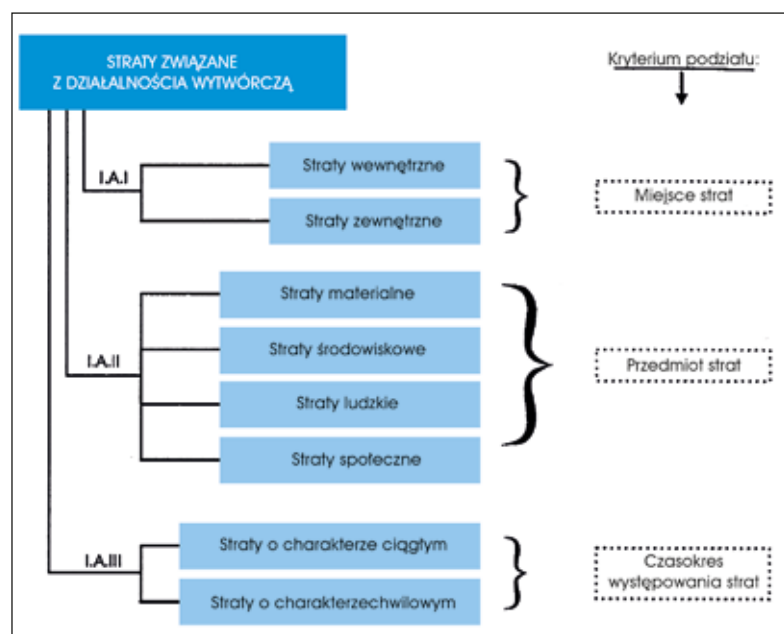 STRATY ZWIĄZANE
Z DZIAŁALNOŚCIA WYTWÓRCZĄ
Kryterium podziału:
I.A.I
Straty wewnętrzne
Straty zewnętrzne
Miejsce strat
I.A.II
Straty materialne
Straty środowiskowe
Straty ludzkie
Straty społeczne
Przedmiot strat
I.A.III
Straty o charakterze ciągłym
Straty o charakterzechwilowym
Czasokres
występowania strat